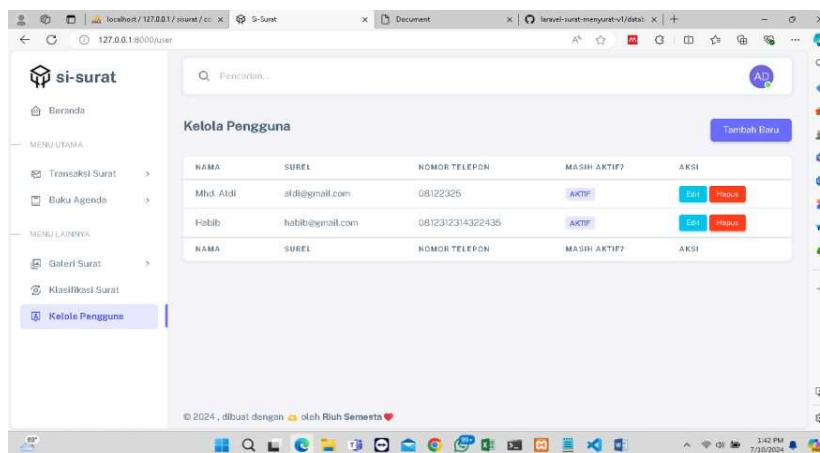 localhost / 127.0.0.1 / sisurat / co
S-Surat
Document
laravel-surat-menyurat-v1/datab
127.0.0.1:8000/user
si-surat
Pencarian...
AD
Beranda
Kelola Pengguna
Tambah Baru
MENU UTAMA
Transaksi Surat
Buku Agenda
MENU LAINNYA
Galeri Surat
Klasifikasi Surat
Kelola Pengguna
NAMA SUREL NOMOR TELEPON MASIH AKTIF? AKSI
Mhd. Aldi aldi@gmail.com 08122325 AKTIF Edit Hapus
Habib habib@gmail.com 0812312314322435 AKTIF Edit Hapus
NAMA SUREL NOMOR TELEPON MASIH AKTIF? AKSI
© 2024 , dibuat dengan oleh Riuh Semesta
89°
99+
1:42 PM
7/10/2024